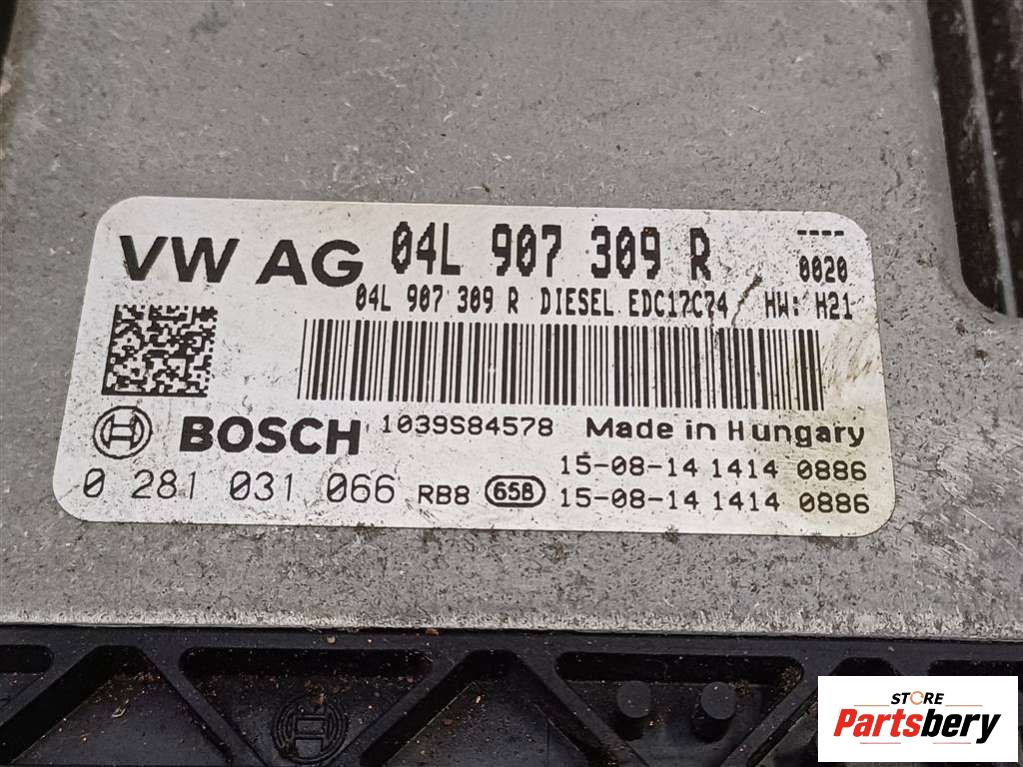 VW AG 04L 907 309 R ----
0020
04L 907 309 R DIESEL EDC17C74 HW: H21
BOSCH 1039S84578 Made in Hungary
15-08-14 1414 0886
0 281 031 066 RB8 65B 15-08-14 1414 0886
STORE
Partsbery